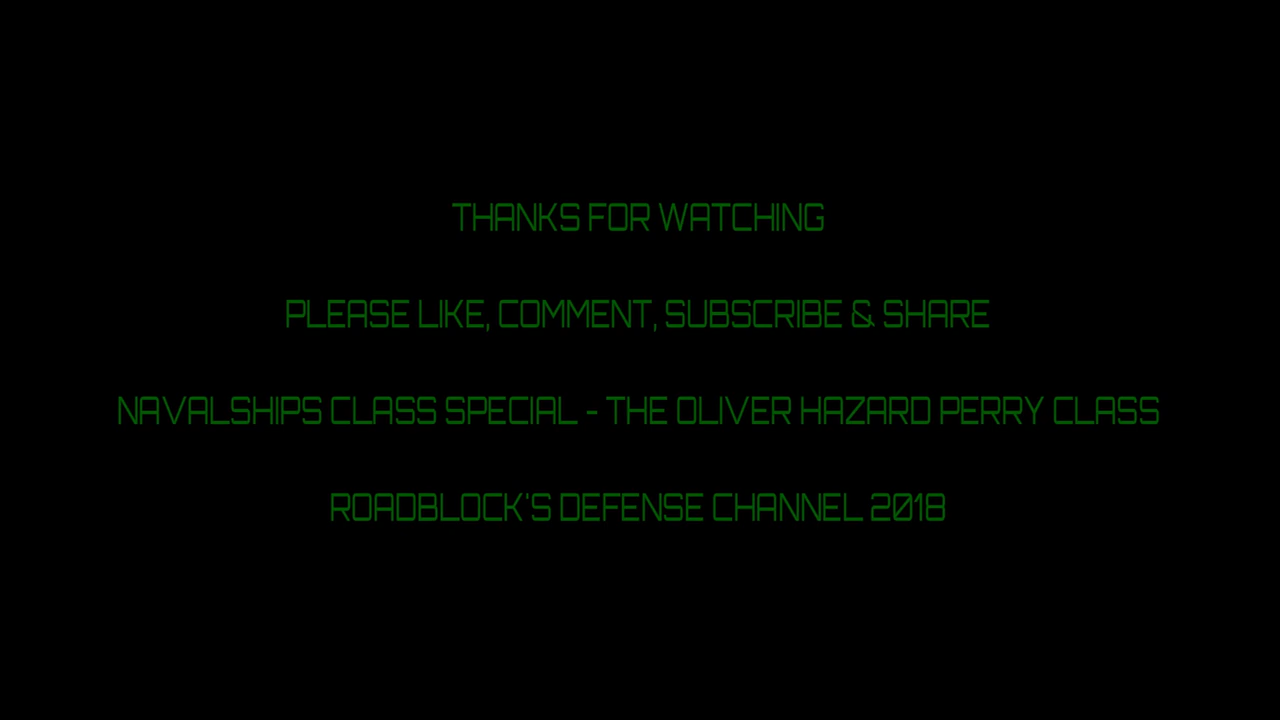 THANKS FOR WATCHING
PLEASE LIKE, COMMENT, SUBSCRIBE & SHARE
NAVALSHIPS CLASS SPECIAL - THE OLIVER HAZARD PERRY CLASS
ROADBLOCK'S DEFENSE CHANNEL 2018